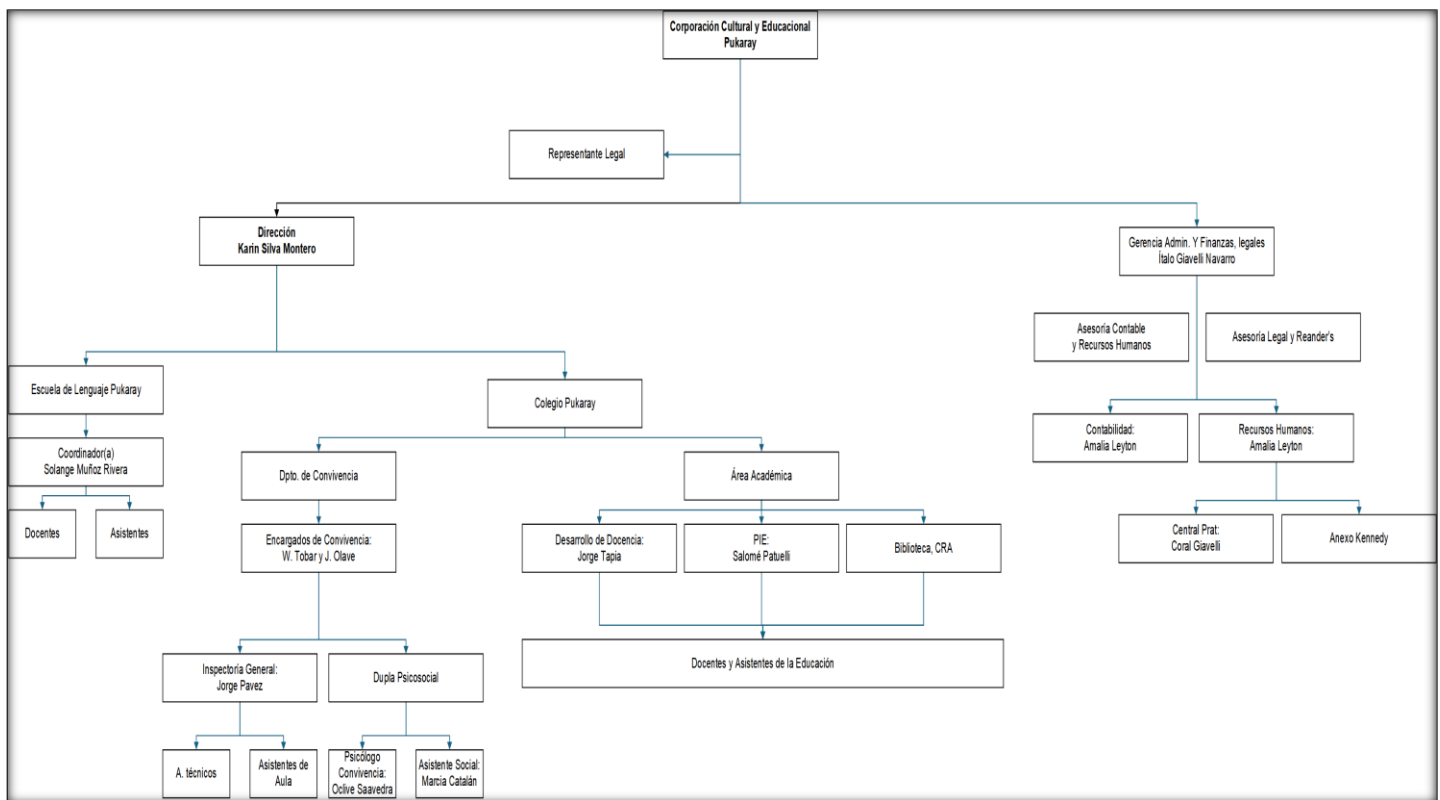 Corporación Cultural y Educacional
Pukaray
Representante Legal
Dirección
Karin Silva Montero
Gerencia Admin. Y Finanzas, legales
Ítalo Giavelli Navarro
Asesoría Contable
y Recursos Humanos
Asesoría Legal y Reander's
Escuela de Lenguaje Pukaray
Colegio Pukaray
Contabilidad:
Amalia Leyton
Recursos Humanos:
Amalia Leyton
Coordinador(a)
Solange Muñoz Rivera
Dpto. de Convivencia
Área Académica
Docentes
Asistentes
Encargados de Convivencia:
W. Tobar y J. Olave
Desarrollo de Docencia:
Jorge Tapia
PIE:
Salomé Patuelli
Biblioteca, CRA
Central Prat:
Coral Giavelli
Anexo Kennedy
Inspectoría General:
Jorge Pavez
Dupla Psicosocial
Docentes y Asistentes de la Educación
A. técnicos
Asistentes de
Aula
Psicólogo
Convivencia:
Oclive Saavedra
Asistente Social:
Marcia Catalán